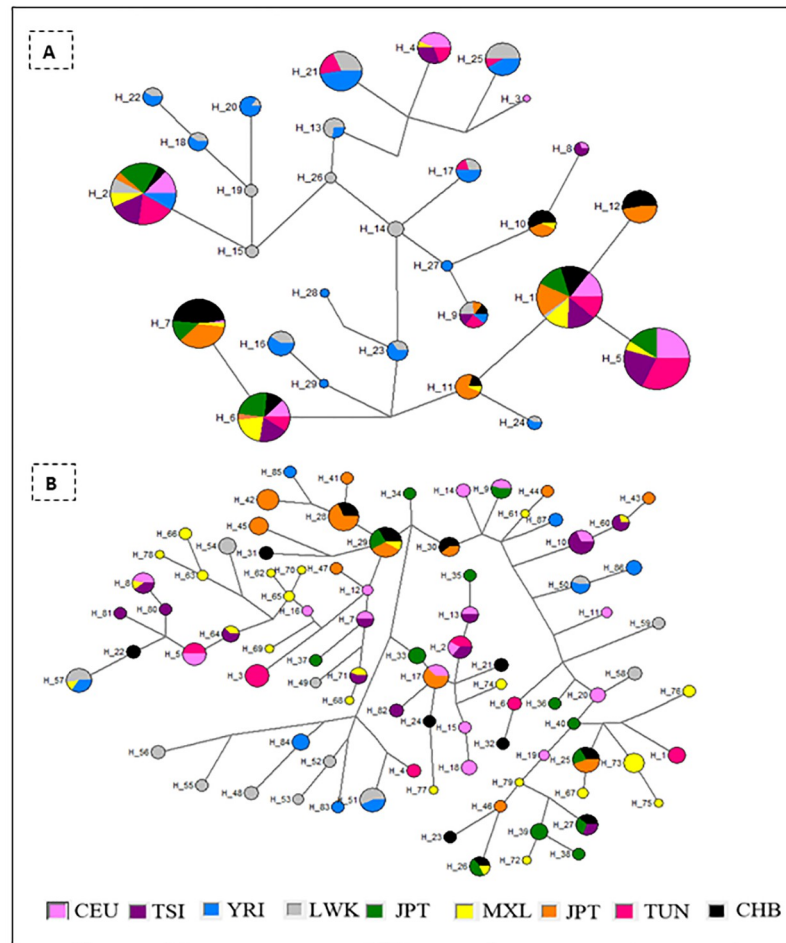 A
H_4
H_21
H_25
H_22
H_20
H_3
H_13
H_18
H_8
H_17
H_2
H_19
H_26
H_12
H_10
H_14
H_15
H_27
H_1
H_28
H_9
H_7
H_5
H_16
H_23
H_29
H_11
H_6
H_24
B
H_85
H_41
H_34
H_14
H_9
H_44
H_43
H_42
H_28
H_61
H_60
H_66
H_45
H_87
H_54
H_29
H_30
H_10
H_78
H_31
H_86
H_63
H_62
H_70
H_47
H_35
H_50
H_8
H_65
H_12
H_81
H_80
H_16
H_13
H_11
H_59
H_64
H_7
H_2
H_5
H_69
H_33
H_22
H_37
H_21
H_58
H_57
H_3
H_49
H_71
H_17
H_74
H_6
H_20
H_36
H_76
H_68
H_82
H_24
H_15
H_40
H_84
H_32
H_56
H_18
H_19
H_25
H_73
H_1
H_52
H_4
H_77
H_79
H_67
H_55
H_48
H_53
H_83
H_51
H_46
H_75
H_27
H_23
H_39
H_26
H_72
H_38
CEU TSI YRI LWK JPT MXL JPT TUN CHB